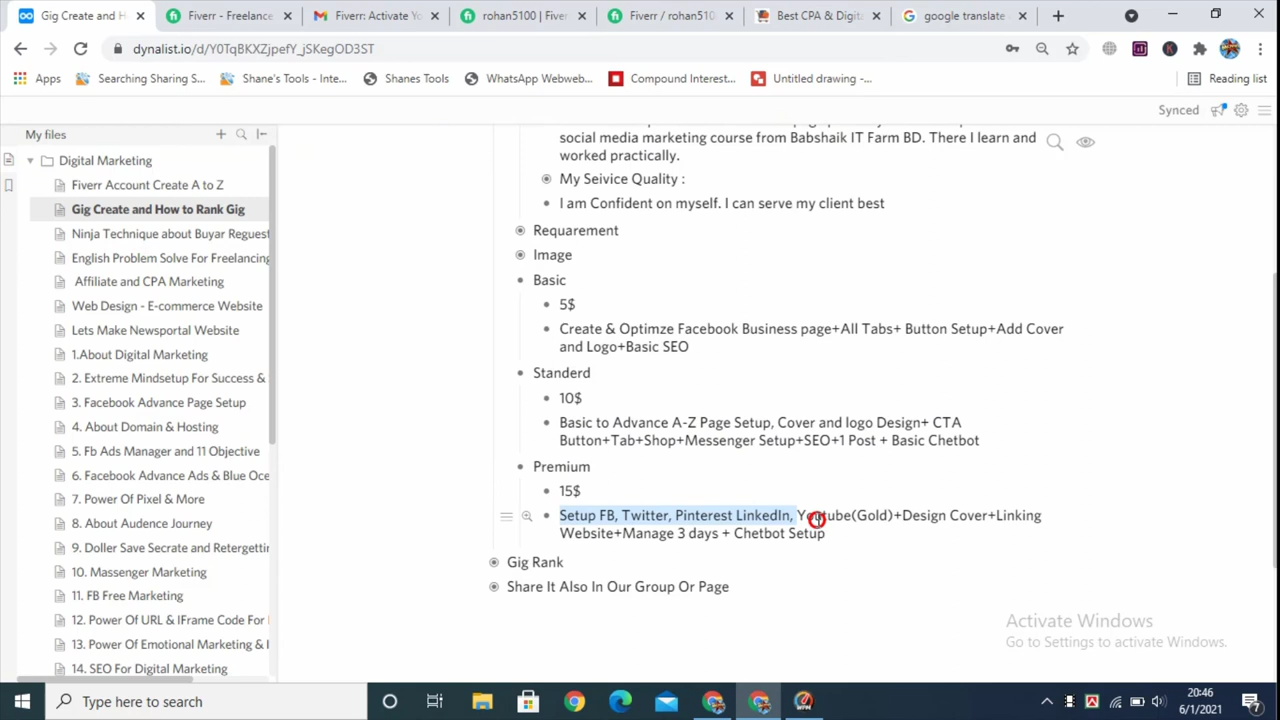 Gig Create and H
Fiverr - Freelance
Fiverr: Activate Yo
rohan5100 | Fiverr
Fiverr / rohan5100
Best CPA & Digita
google translate
dynalist.io/d/Y0TqBKXZjpefY_jSKegOD3ST
Apps
Searching Sharing S...
Shane's Tools - Inte...
Shanes Tools
WhatsApp Webweb...
Compound Interest...
Untitled drawing -...
Reading list
My files
Synced
Digital Marketing
Fiverr Account Create A to Z
Gig Create and How to Rank Gig
Ninja Technique about Buyar Reguest
English Problem Solve For Freelancing
Affiliate and CPA Marketing
Web Design - E-commerce Website
Lets Make Newsportal Website
1.About Digital Marketing
2. Extreme Mindsetup For Success &
3. Facebook Advance Page Setup
4. About Domain & Hosting
5. Fb Ads Manager and 11 Objective
6. Facebook Advance Ads & Blue Oce
7. Power Of Pixel & More
8. About Audence Journey
9. Doller Save Secrate and Retergetting
10. Massenger Marketing
11. FB Free Marketing
12. Power Of URL & IFrame Code For
13. Power Of Emotional Marketing &
14. SEO For Digital Marketing
social media marketing course from Babshaik IT Farm BD. There I learn and
worked practically.
My Seivice Quality :
I am Confident on myself. I can serve my client best
Requarement
Image
Basic
5$
Create & Optimze Facebook Business page+All Tabs+ Button Setup+Add Cover
and Logo+Basic SEO
Standerd
10$
Basic to Advance A-Z Page Setup, Cover and logo Design+ CTA
Button+Tab+Shop+Messenger Setup+SEO+1 Post + Basic Chetbot
Premium
15$
Setup FB, Twitter, Pinterest LinkedIn, Youtube(Gold)+Design Cover+Linking
Website+Manage 3 days + Chetbot Setup
Gig Rank
Share It Also In Our Group Or Page
Activate Windows
Go to Settings to activate Windows.
Type here to search
20:46
6/1/2021
7